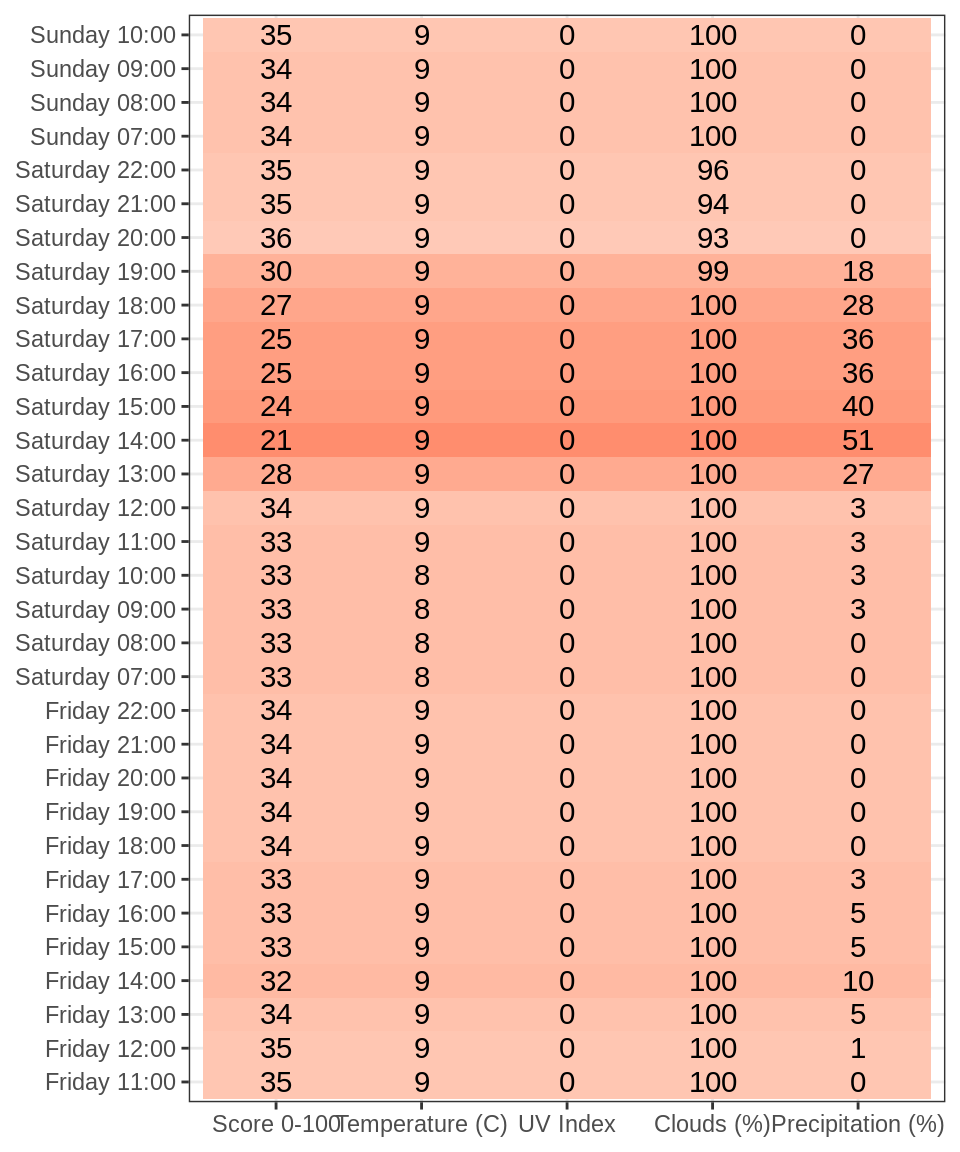 Sunday 10:00 35 9 0 100 0
Sunday 09:00 34 9 0 100 0
Sunday 08:00 34 9 0 100 0
Sunday 07:00 34 9 0 100 0
Saturday 22:00 35 9 0 96 0
Saturday 21:00 35 9 0 94 0
Saturday 20:00 36 9 0 93 0
Saturday 19:00 30 9 0 99 18
Saturday 18:00 27 9 0 100 28
Saturday 17:00 25 9 0 100 36
Saturday 16:00 25 9 0 100 36
Saturday 15:00 24 9 0 100 40
Saturday 14:00 21 9 0 100 51
Saturday 13:00 28 9 0 100 27
Saturday 12:00 34 9 0 100 3
Saturday 11:00 33 9 0 100 3
Saturday 10:00 33 8 0 100 3
Saturday 09:00 33 8 0 100 3
Saturday 08:00 33 8 0 100 0
Saturday 07:00 33 8 0 100 0
Friday 22:00 34 9 0 100 0
Friday 21:00 34 9 0 100 0
Friday 20:00 34 9 0 100 0
Friday 19:00 34 9 0 100 0
Friday 18:00 34 9 0 100 0
Friday 17:00 33 9 0 100 3
Friday 16:00 33 9 0 100 5
Friday 15:00 33 9 0 100 5
Friday 14:00 32 9 0 100 10
Friday 13:00 34 9 0 100 5
Friday 12:00 35 9 0 100 1
Friday 11:00 35 9 0 100 0
Score 0-100 Temperature (C) UV Index Clouds (%) Precipitation (%)